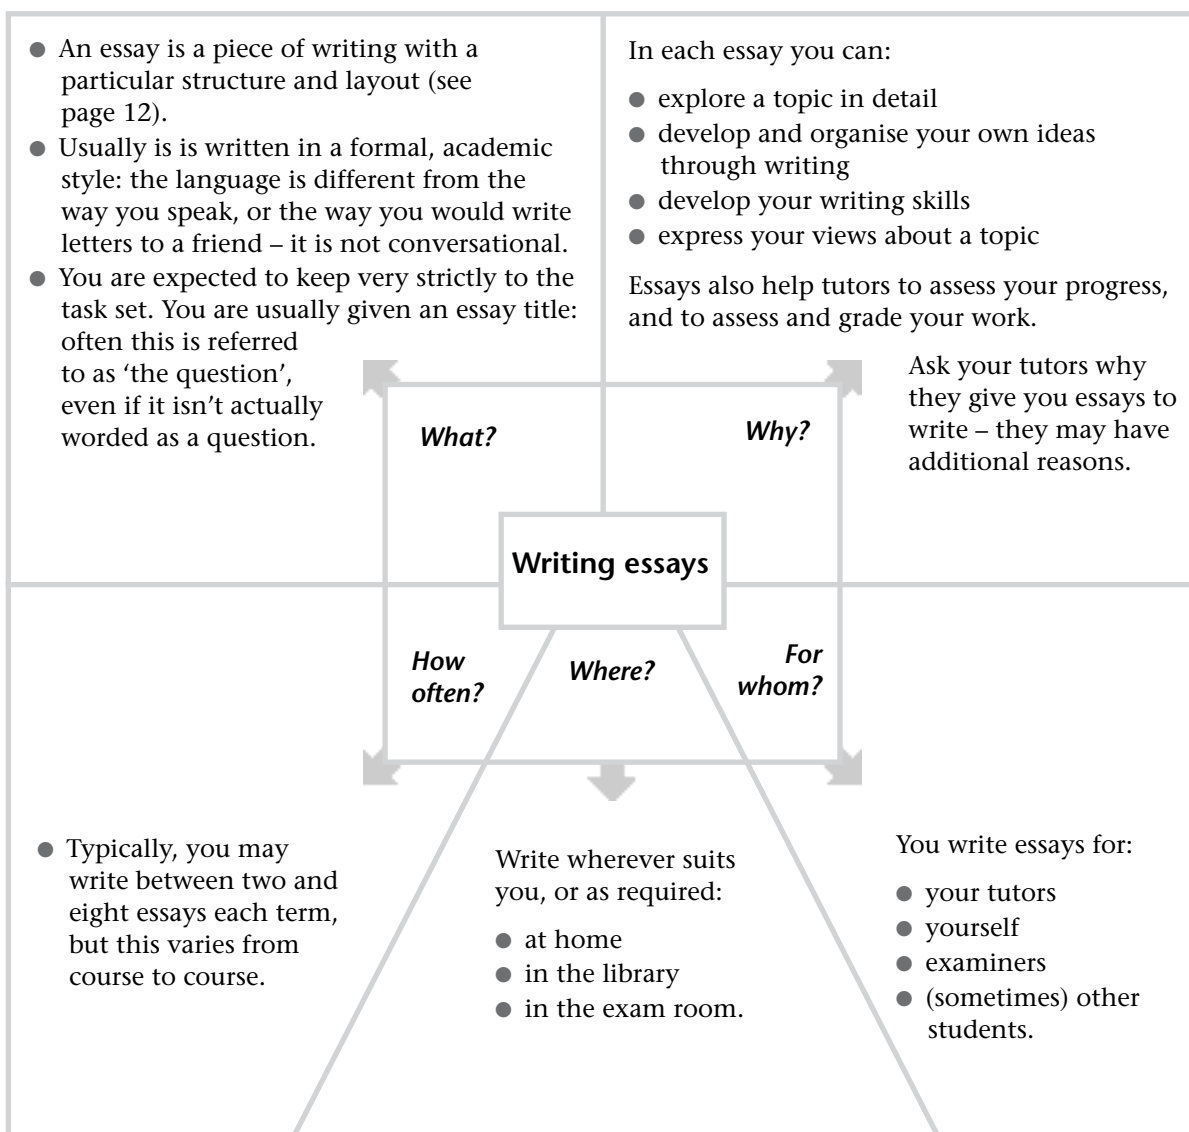 ● An essay is a piece of writing with a
particular structure and layout (see
page 12).
● Usually is is written in a formal, academic
style: the language is different from the
way you speak, or the way you would write
letters to a friend – it is not conversational.
● You are expected to keep very strictly to the
task set. You are usually given an essay title:
often this is referred
to as ‘the question’,
even if it isn’t actually
worded as a question.
What?
In each essay you can:
● explore a topic in detail
● develop and organise your own ideas
through writing
● develop your writing skills
● express your views about a topic
Essays also help tutors to assess your progress,
and to assess and grade your work.
Ask your tutors why
they give you essays to
write – they may have
additional reasons.
Why?
Writing essays
How
often?
Where?
For
whom?
● Typically, you may
write between two and
eight essays each term,
but this varies from
course to course.
Write wherever suits
you, or as required:
● at home
● in the library
● in the exam room.
You write essays for:
● your tutors
● yourself
● examiners
● (sometimes) other
students.